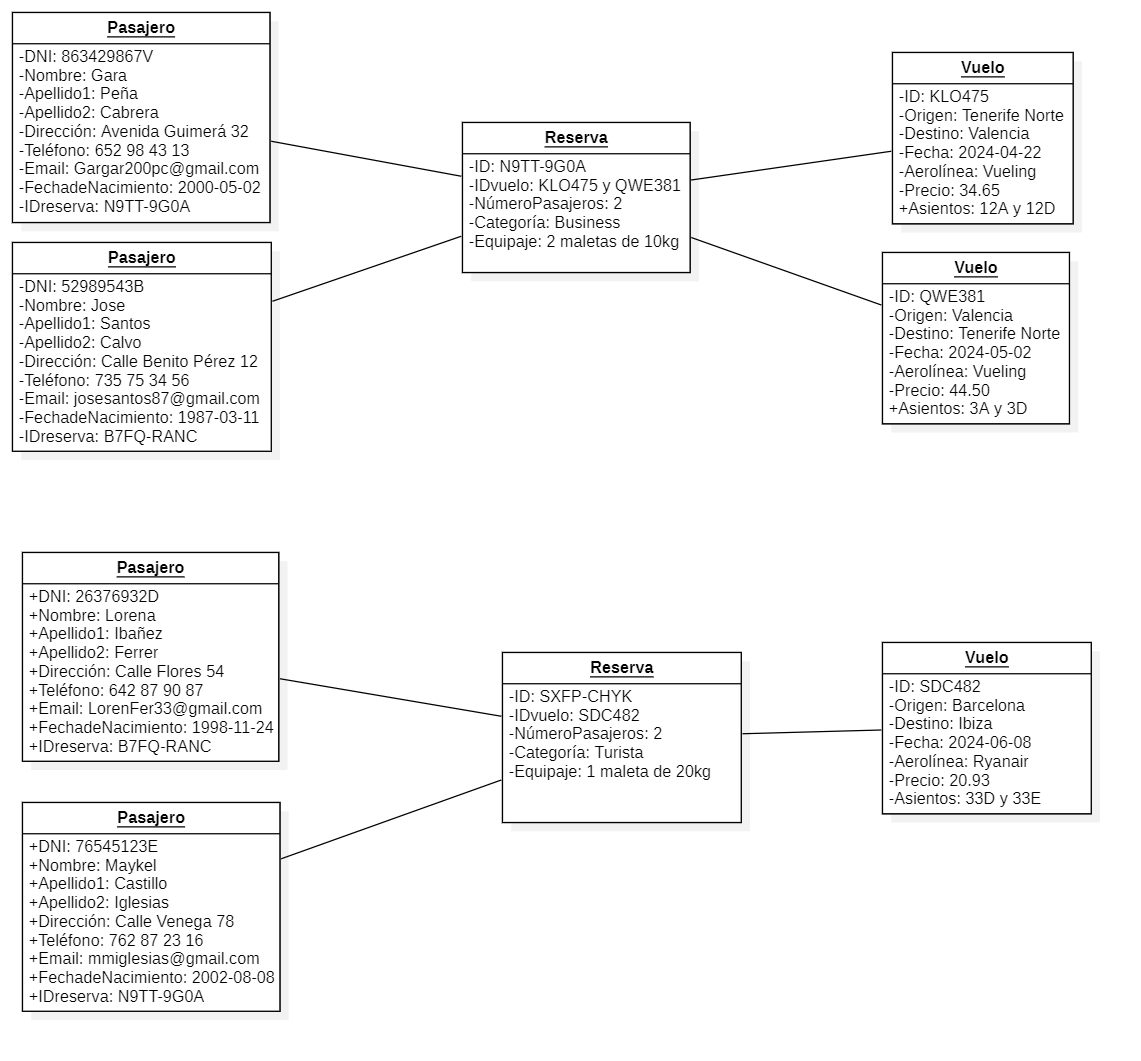 Pasajero
-DNI: 863429867V
-Nombre: Gara
-Apellido1: Peña
-Apellido2: Cabrera
-Dirección: Avenida Guimerá 32
-Teléfono: 652 98 43 13
-Email: Gargar200pc@gmail.com
-FechadeNacimiento: 2000-05-02
-IDreserva: N9TT-9G0A
Pasajero
-DNI: 52989543B
-Nombre: Jose
-Apellido1: Santos
-Apellido2: Calvo
-Dirección: Calle Benito Pérez 12
-Teléfono: 735 75 34 56
-Email: josesantos87@gmail.com
-FechadeNacimiento: 1987-03-11
-IDreserva: B7FQ-RANC
Reserva
-ID: N9TT-9G0A
-IDvuelo: KLO475 y QWE381
-NúmeroPasajeros: 2
-Categoría: Business
-Equipaje: 2 maletas de 10kg
Vuelo
-ID: KLO475
-Origen: Tenerife Norte
-Destino: Valencia
-Fecha: 2024-04-22
-Aerolínea: Vueling
-Precio: 34.65
+Asientos: 12A y 12D
Vuelo
-ID: QWE381
-Origen: Valencia
-Destino: Tenerife Norte
-Fecha: 2024-05-02
-Aerolínea: Vueling
-Precio: 44.50
+Asientos: 3A y 3D
Pasajero
+DNI: 26376932D
+Nombre: Lorena
+Apellido1: Ibañez
+Apellido2: Ferrer
+Dirección: Calle Flores 54
+Teléfono: 642 87 90 87
+Email: LorenFer33@gmail.com
+FechadeNacimiento: 1998-11-24
+IDreserva: B7FQ-RANC
Pasajero
+DNI: 76545123E
+Nombre: Maykel
+Apellido1: Castillo
+Apellido2: Iglesias
+Dirección: Calle Venega 78
+Teléfono: 762 87 23 16
+Email: mmiglesias@gmail.com
+FechadeNacimiento: 2002-08-08
+IDreserva: N9TT-9G0A
Reserva
-ID: SXFP-CHYK
-IDvuelo: SDC482
-NúmeroPasajeros: 2
-Categoría: Turista
-Equipaje: 1 maleta de 20kg
Vuelo
-ID: SDC482
-Origen: Barcelona
-Destino: Ibiza
-Fecha: 2024-06-08
-Aerolínea: Ryanair
-Precio: 20.93
-Asientos: 33D y 33E